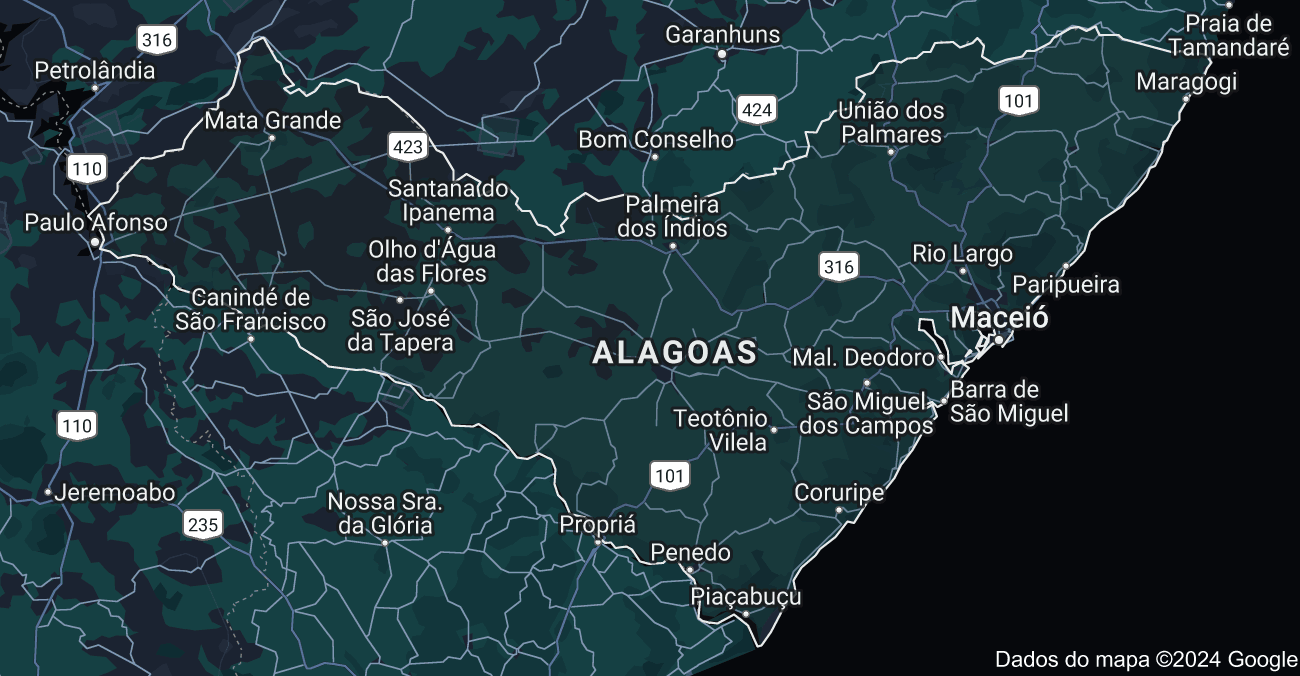 Praia de
Tamandaré
316
Garanhuns
Petrolândia
Maragogi
101
424
União dos
Palmares
Mata Grande
423
Bom Conselho
110
Santana do
Ipanema
Palmeira
dos Índios
Paulo Afonso
Olho d'Água
das Flores
316
Rio Largo
Paripueira
Canindé de
São Francisco
São José
da Tapera
Maceió
ALAGOAS
Mal. Deodoro
Barra de
São Miguel
São Miguel
dos Campos
Teotônio
Vilela
110
101
Jeremoabo
Coruripe
Nossa Sra.
da Glória
235
Propriá
Penedo
Piaçabuçu
Dados do mapa ©2024 Google